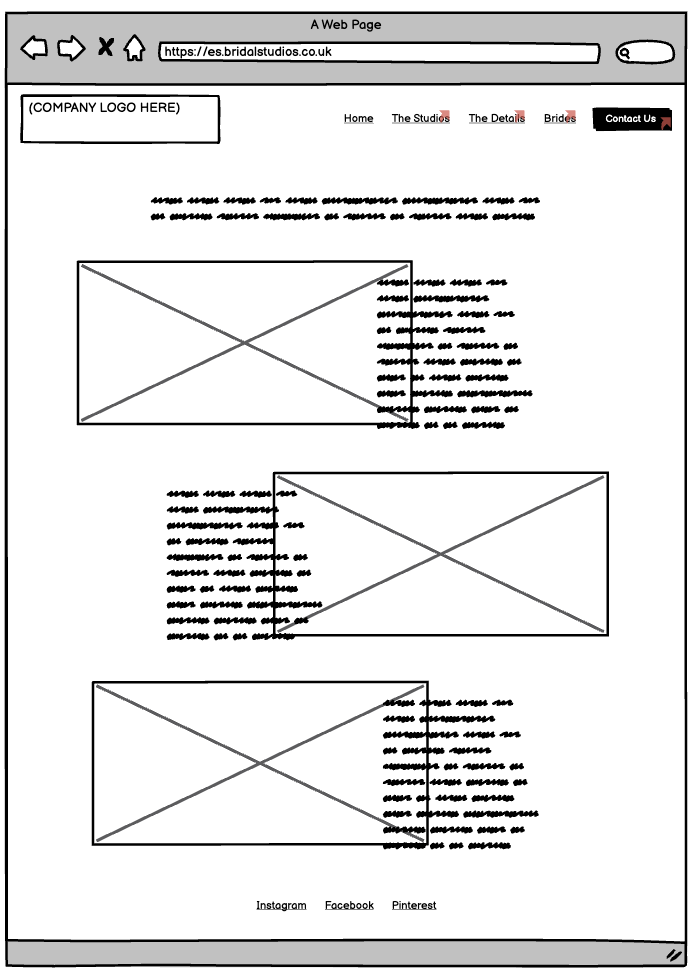 A Web Page
https://es.bridalstudios.co.uk
(COMPANY LOGO HERE)
Home The Studios The Details Brides Contact Us
Instagram Facebook Pinterest